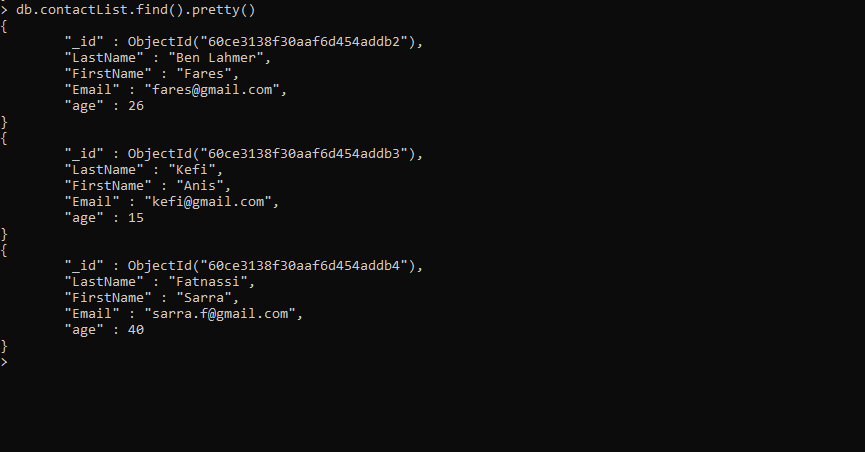 > db.contactList.find().pretty()
{
"_id" : ObjectId("60ce3138f30aaf6d454addb2"),
"LastName" : "Ben Lahmer",
"FirstName" : "Fares",
"Email" : "fares@gmail.com",
"age" : 26
}
{
"_id" : ObjectId("60ce3138f30aaf6d454addb3"),
"LastName" : "Kefi",
"FirstName" : "Anis",
"Email" : "kefi@gmail.com",
"age" : 15
}
{
"_id" : ObjectId("60ce3138f30aaf6d454addb4"),
"LastName" : "Fatnassi",
"FirstName" : "Sarra",
"Email" : "sarra.f@gmail.com",
"age" : 40
}
>